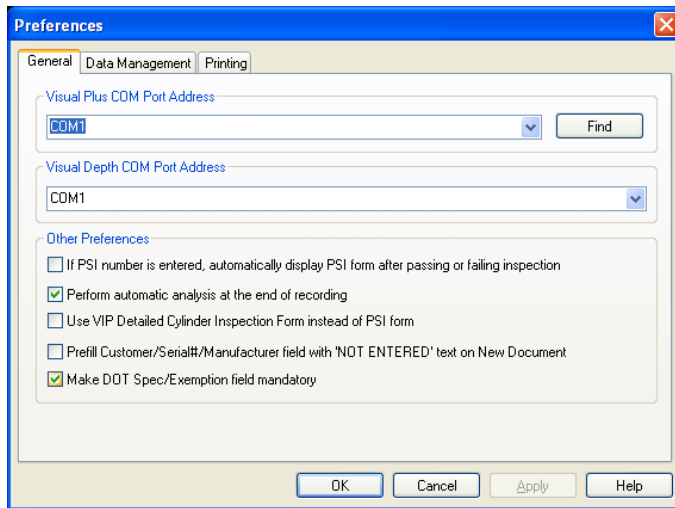 Preferences
General Data Management Printing
Visual Plus COM Port Address
COM1 Find
Visual Depth COM Port Address
COM1
Other Preferences
If PSI number is entered, automatically display PSI form after passing or failing inspection
Perform automatic analysis at the end of recording
Use VIP Detailed Cylinder Inspection Form instead of PSI form
Prefill Customer/Serial#/Manufacturer field with 'NOT ENTERED' text on New Document
Make DOT Spec/Exemption field mandatory
OK Cancel Apply Help